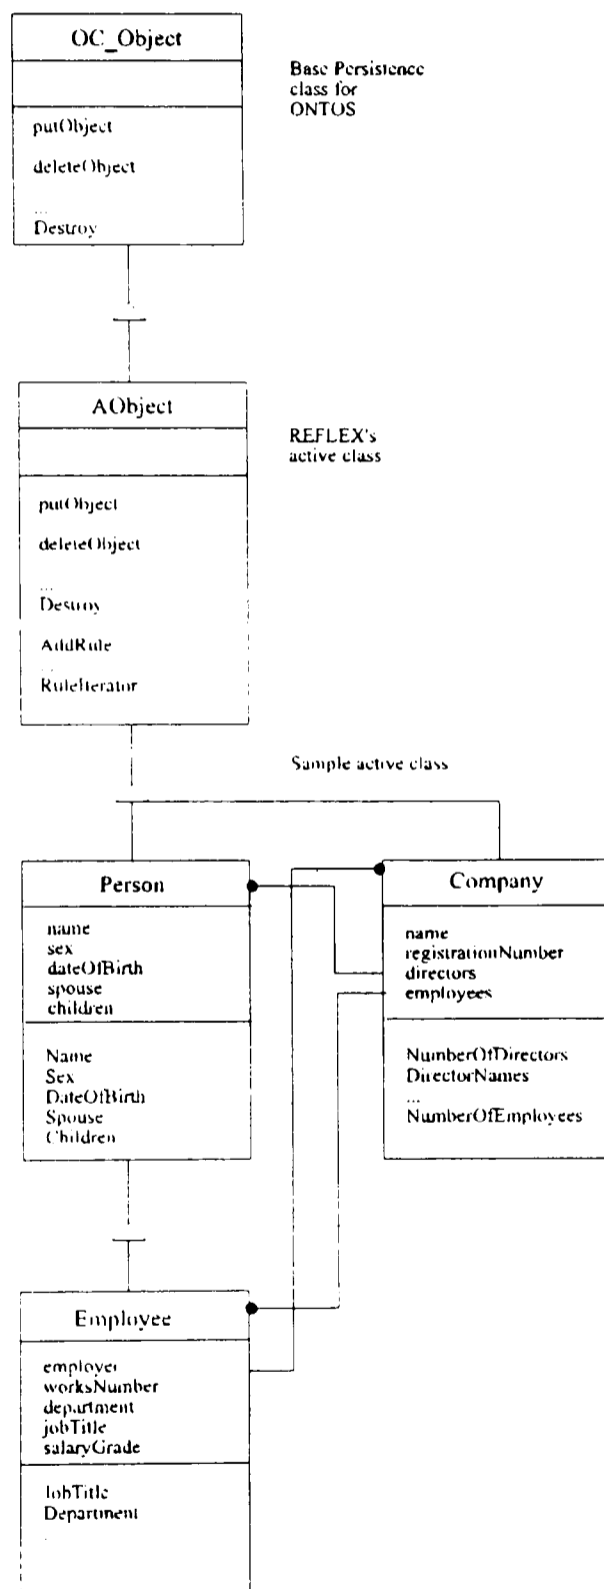 OC_Object
Base Persistence
class for
ONTOS
putObject
deleteObject
...
Destroy
AObject
REFLEX's
active class
putObject
deleteObject
...
Destroy
AddRule
...
RuleIterator
Sample active class
Person
name
sex
dateOfBirth
spouse
children
Name
Sex
DateOfBirth
Spouse
Children
Company
name
registrationNumber
directors
employees
NumberOfDirectors
DirectorNames
...
NumberOfEmployees
Employee
employer
worksNumber
department
jobTitle
salaryGrade
JobTitle
Department
.